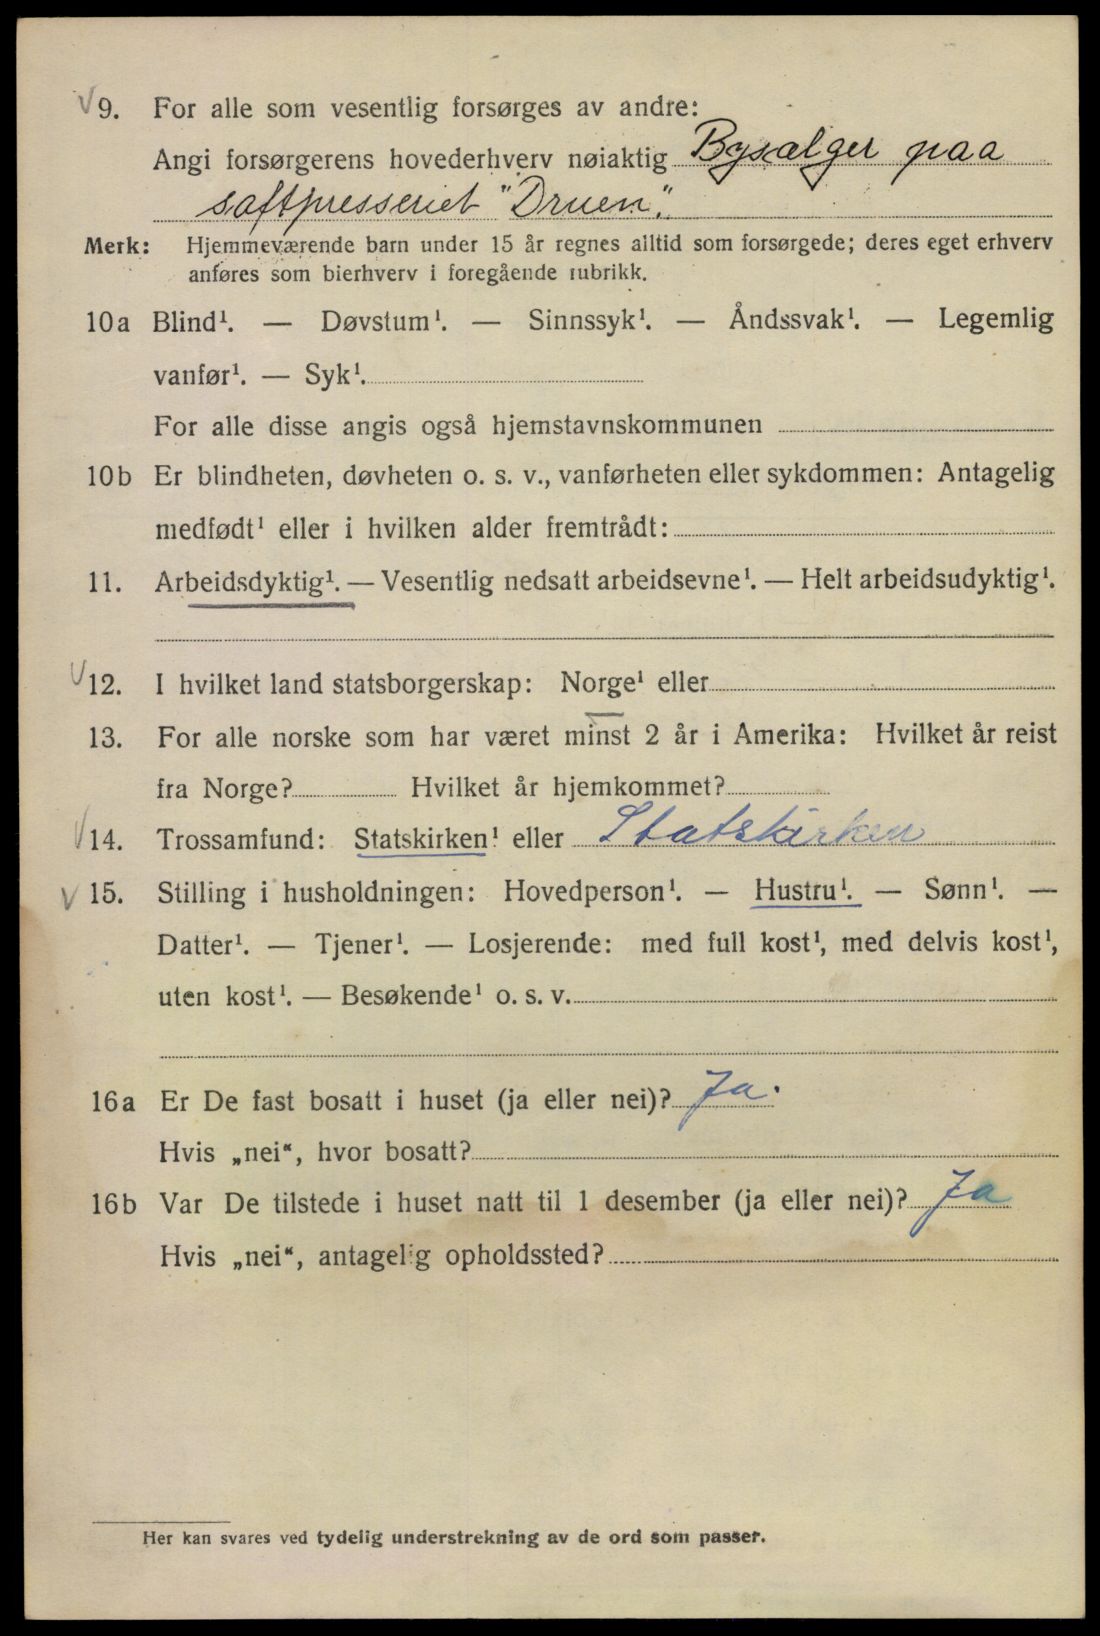 9. For alle som vesentlig forsørges av andre:
Angi forsørgerens hovederhverv nøiaktig Bysælger paa
saftpresseriet "Druen".
Merk: Hjemmeværende barn under 15 år regnes alltid som forsørgede; deres eget erhverv
anføres som bierhverv i foregående rubrikk.
10a Blind¹. — Døvstum¹. — Sinnssyk¹. — Åndssvak¹. — Legemlig
vanfør¹. — Syk¹.
For alle disse angis også hjemstavnskommunen
10b Er blindheten, døvheten o. s. v., vanførheten eller sykdommen: Antagelig
medfødt¹ eller i hvilken alder fremtrådt:
11. Arbeidsdyktig¹. — Vesentlig nedsatt arbeidsevne¹. — Helt arbeidsudyktig¹.
12. I hvilket land statsborgerskap: Norge¹ eller
13. For alle norske som har været minst 2 år i Amerika: Hvilket år reist
fra Norge? Hvilket år hjemkommet?
14. Trossamfund: Statskirken¹ eller Statskirken
15. Stilling i husholdningen: Hovedperson¹. — Hustru¹. — Sønn¹. —
Datter¹. — Tjener¹. — Losjerende: med full kost¹, med delvis kost¹,
uten kost¹. — Besøkende¹ o. s. v.
16a Er De fast bosatt i huset (ja eller nei)? Ja.
Hvis „nei“, hvor bosatt?
16b Var De tilstede i huset natt til 1 desember (ja eller nei)? Ja
Hvis „nei“, antagelig opholdssted?
Her kan svares ved tydelig understrekning av de ord som passer.